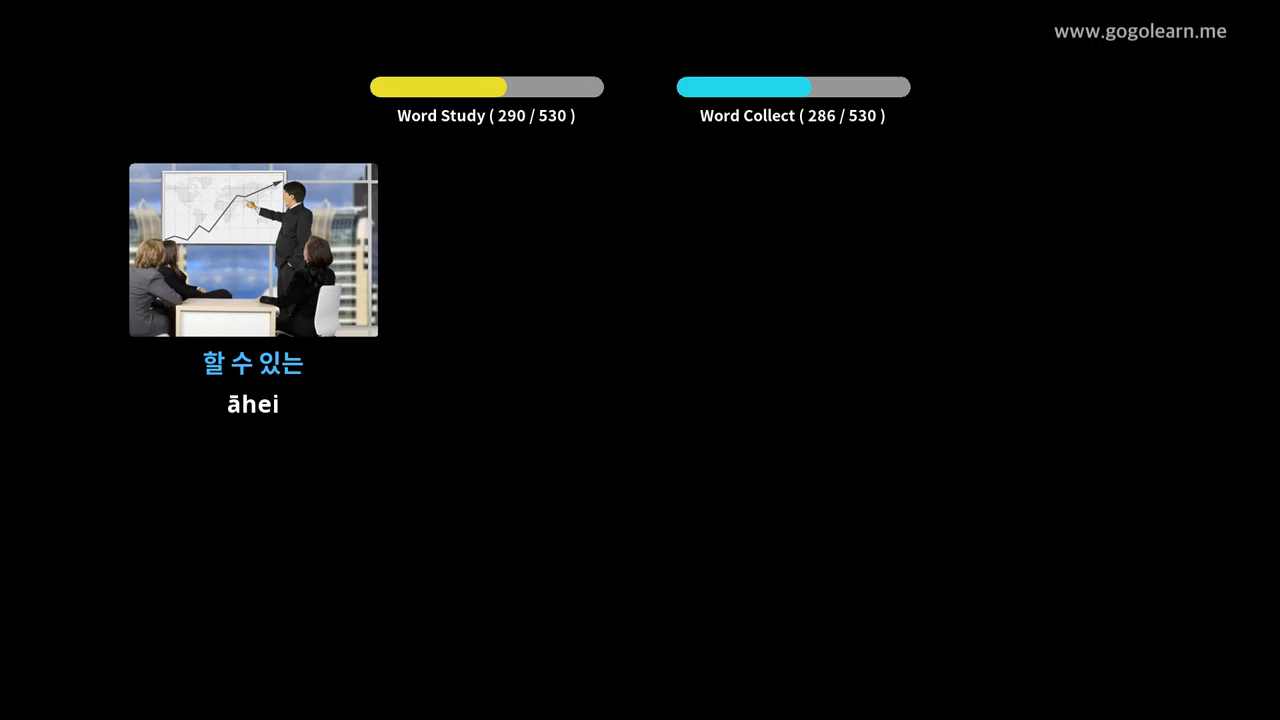 www.gogolearn.me
Word Study ( 290 / 530 )
Word Collect ( 286 / 530 )
할 수 있는
āhei